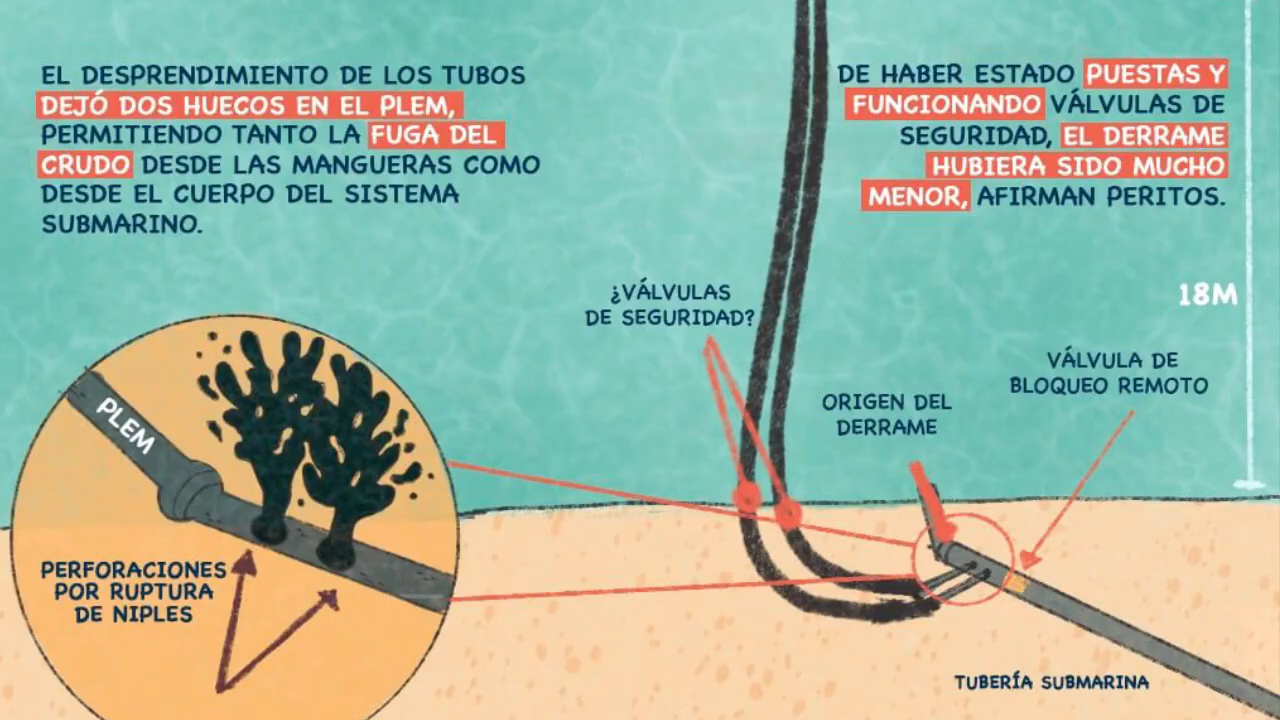 EL DESPRENDIMIENTO DE LOS TUBOS
DEJÓ DOS HUECOS EN EL PLEM,
PERMITIENDO TANTO LA FUGA DEL
CRUDO DESDE LAS MANGUERAS COMO
DESDE EL CUERPO DEL SISTEMA
SUBMARINO.
DE HABER ESTADO PUESTAS Y
FUNCIONANDO VÁLVULAS DE
SEGURIDAD, EL DERRAME
HUBIERA SIDO MUCHO
MENOR, AFIRMAN PERITOS.
¿VÁLVULAS
DE SEGURIDAD?
18M
VÁLVULA DE
BLOQUEO REMOTO
ORIGEN DEL
DERRAME
PLEM
PERFORACIONES
POR RUPTURA
DE NIPLES
TUBERÍA SUBMARINA